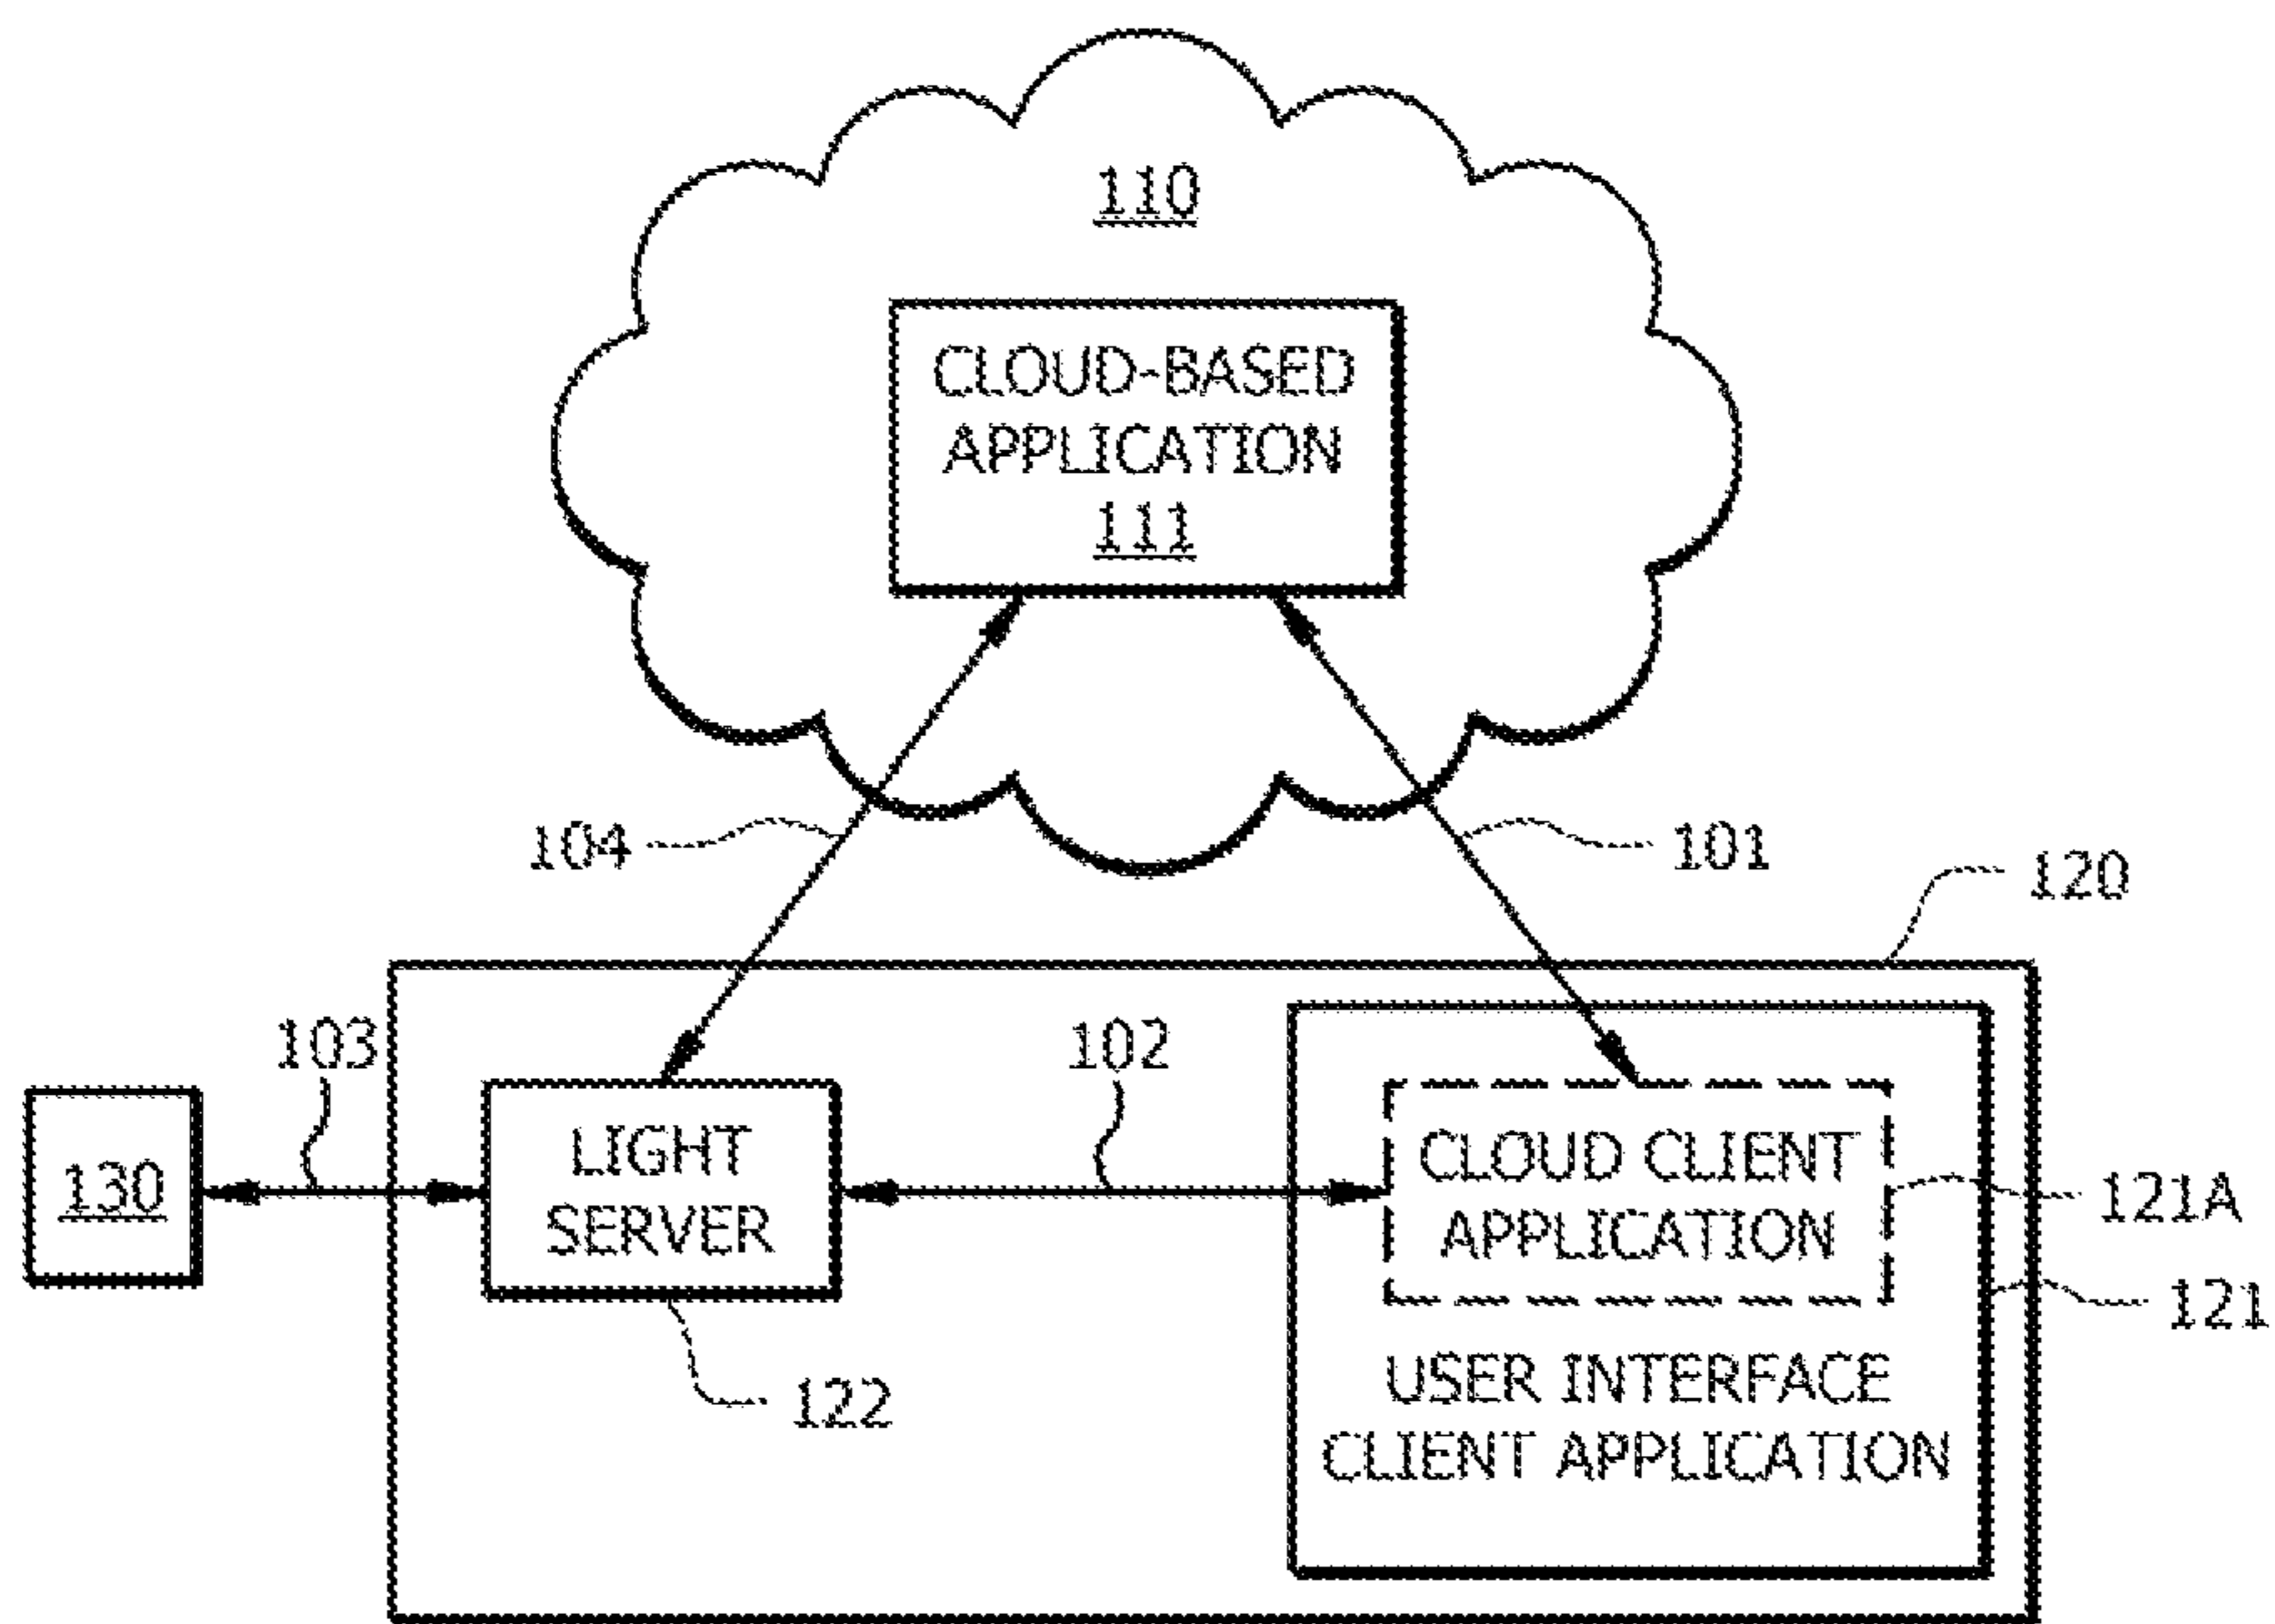 110
CLOUD-BASED
APPLICATION
111
104
101
120
103
102
130
LIGHT
SERVER
CLOUD CLIENT
APPLICATION
121A
121
122
USER INTERFACE
CLIENT APPLICATION